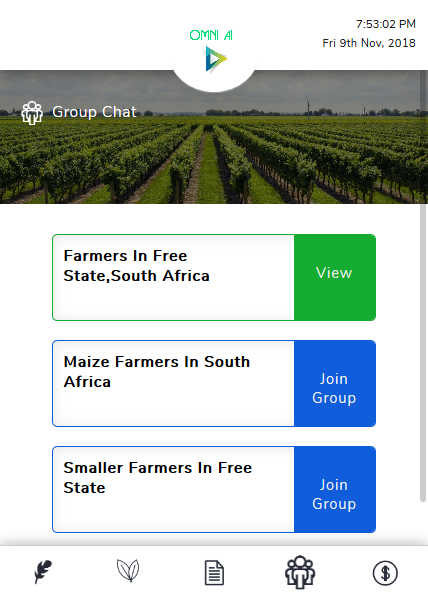 7:53:02 PM
OMNI AI
Fri 9th Nov, 2018
Group Chat
Farmers In Free
State,South Africa
View
Maize Farmers In South
Africa
Join
Group
Smaller Farmers In Free
State
Join
Group